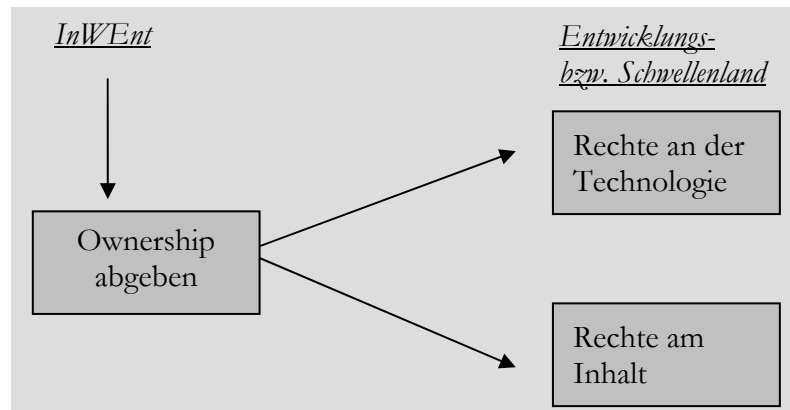 InWEnt
Entwicklungs-
bzw. Schwellenland
Ownership
abgeben
Rechte an der
Technologie
Rechte am
Inhalt